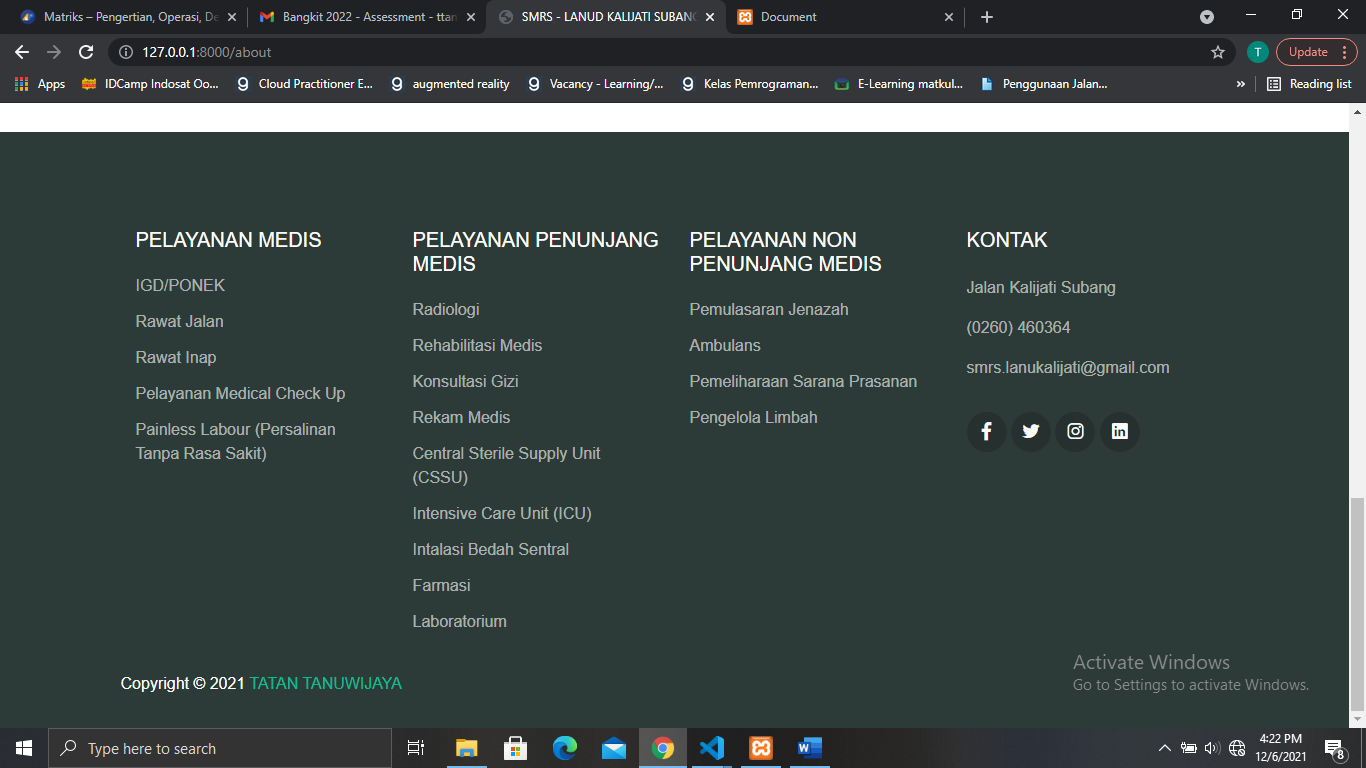 Matriks – Pengertian, Operasi, De
Bangkit 2022 - Assessment - ttan
SMRS - LANUD KALIJATI SUBANG
Document
127.0.0.1:8000/about
T
Update
Apps
IDCamp Indosat Oo...
Cloud Practitioner E...
augmented reality
Vacancy - Learning/...
Kelas Pemrograman...
E-Learning matkul...
Penggunaan Jalan...
»
Reading list
PELAYANAN MEDIS
IGD/PONEK
Rawat Jalan
Rawat Inap
Pelayanan Medical Check Up
Painless Labour (Persalinan
Tanpa Rasa Sakit)
PELAYANAN PENUNJANG
MEDIS
Radiologi
Rehabilitasi Medis
Konsultasi Gizi
Rekam Medis
Central Sterile Supply Unit
(CSSU)
Intensive Care Unit (ICU)
Intalasi Bedah Sentral
Farmasi
Laboratorium
PELAYANAN NON
PENUNJANG MEDIS
Pemulasaran Jenazah
Ambulans
Pemeliharaan Sarana Prasanan
Pengelola Limbah
KONTAK
Jalan Kalijati Subang
(0260) 460364
smrs.lanukalijati@gmail.com
Copyright © 2021 TATAN TANUWIJAYA
Activate Windows
Go to Settings to activate Windows.
Type here to search
4:22 PM
12/6/2021
8